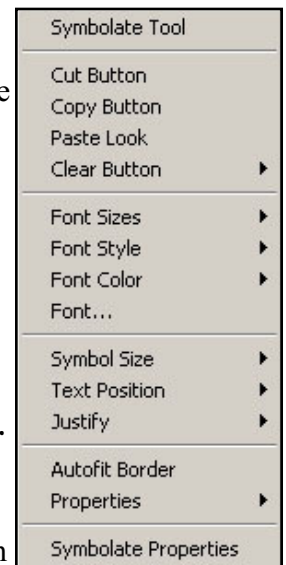 Symbolate Tool
Cut Button
Copy Button
Paste Look
Clear Button
Font Sizes
Font Style
Font Color
Font...
Symbol Size
Text Position
Justify
Autofit Border
Properties
Symbolate Properties